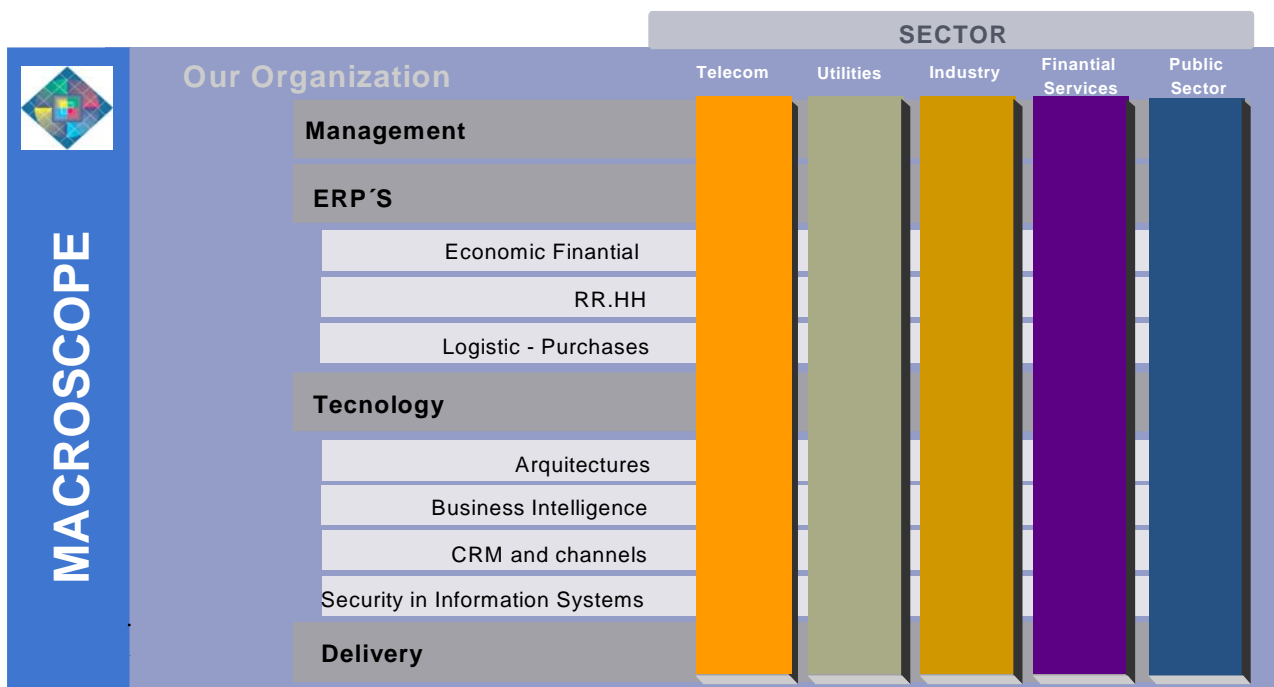 SECTOR
Our Organization
Telecom
Utilities
Industry
Finantial
Services
Public
Sector
Management
ERP´S
Economic Finantial
RR.HH
Logistic - Purchases
Tecnology
Arquitectures
Business Intelligence
CRM and channels
Security in Information Systems
Delivery
MACROSCOPE